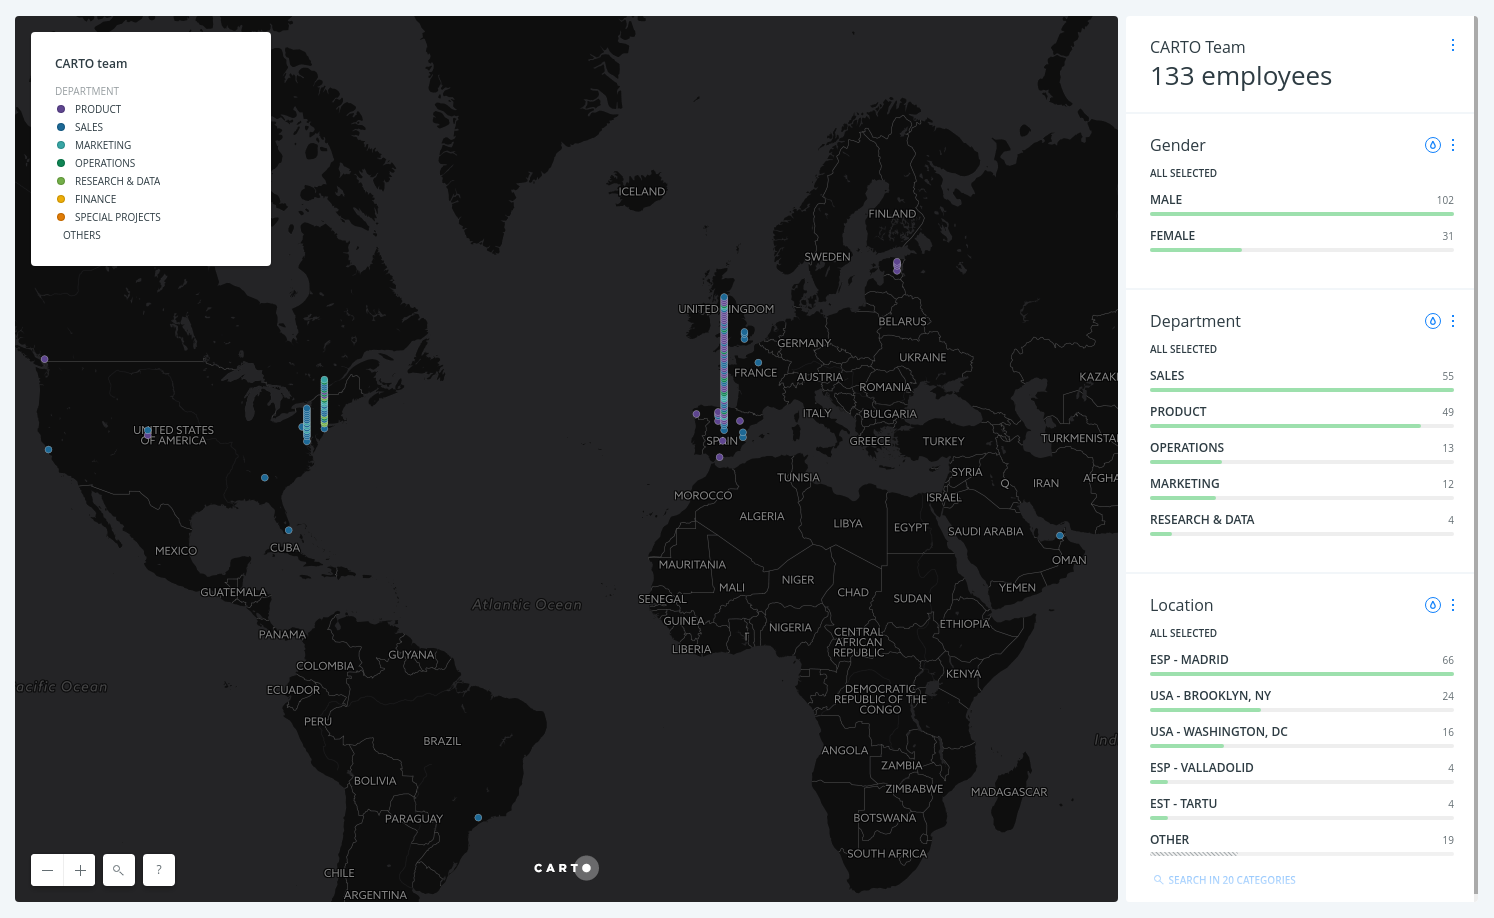 CARTO team
DEPARTMENT
PRODUCT
SALES
MARKETING
OPERATIONS
RESEARCH & DATA
FINANCE
SPECIAL PROJECTS
OTHERS
ICELAND
FINLAND
SWEDEN
UNITED KINGDOM
BELARUS
GERMANY
UKRAINE
FRANCE
AUSTRIA
KAZAK
ROMANIA
ITALY
BULGARIA
UNITED STATES
OF AMERICA
SPAIN
GREECE
TURKEY
TURKMENISTA
SYRIA
TUNISIA
Q
IRAN
AFGHA
MOROCCO
ISRAEL
ALGERIA
LIBYA
EGYPT
SAUDI ARABIA
MEXICO
CUBA
OMAN
MAURITANIA
NIGER
MALI
YEMEN
GUATEMALA
CHAD
SENEGAL
SUDAN
Atlantic Ocean
GUINEA
NIGERIA
ETHIOPIA
PANAMA
CENTRAL
AFRICAN
REPUBLIC
LIBERIA
GUYANA
COLOMBIA
KENYA
acific Ocean
ECUADOR
DEMOCRATIC
REPUBLIC OF THE
CONGO
PERU
BRAZIL
Ind
ANGOLA
ZAMBIA
BOLIVIA
ZIMBABWE
MADAGASCAR
PARAGUAY
BOTSWANA
SOUTH AFRICA
CHILE
ARGENTINA
?
CARTO
CARTO Team
133 employees
Gender
ALL SELECTED
MALE 102
FEMALE 31
Department
ALL SELECTED
SALES 55
PRODUCT 49
OPERATIONS 13
MARKETING 12
RESEARCH & DATA 4
Location
ALL SELECTED
ESP - MADRID 66
USA - BROOKLYN, NY 24
USA - WASHINGTON, DC 16
ESP - VALLADOLID 4
EST - TARTU 4
OTHER 19
SEARCH IN 20 CATEGORIES